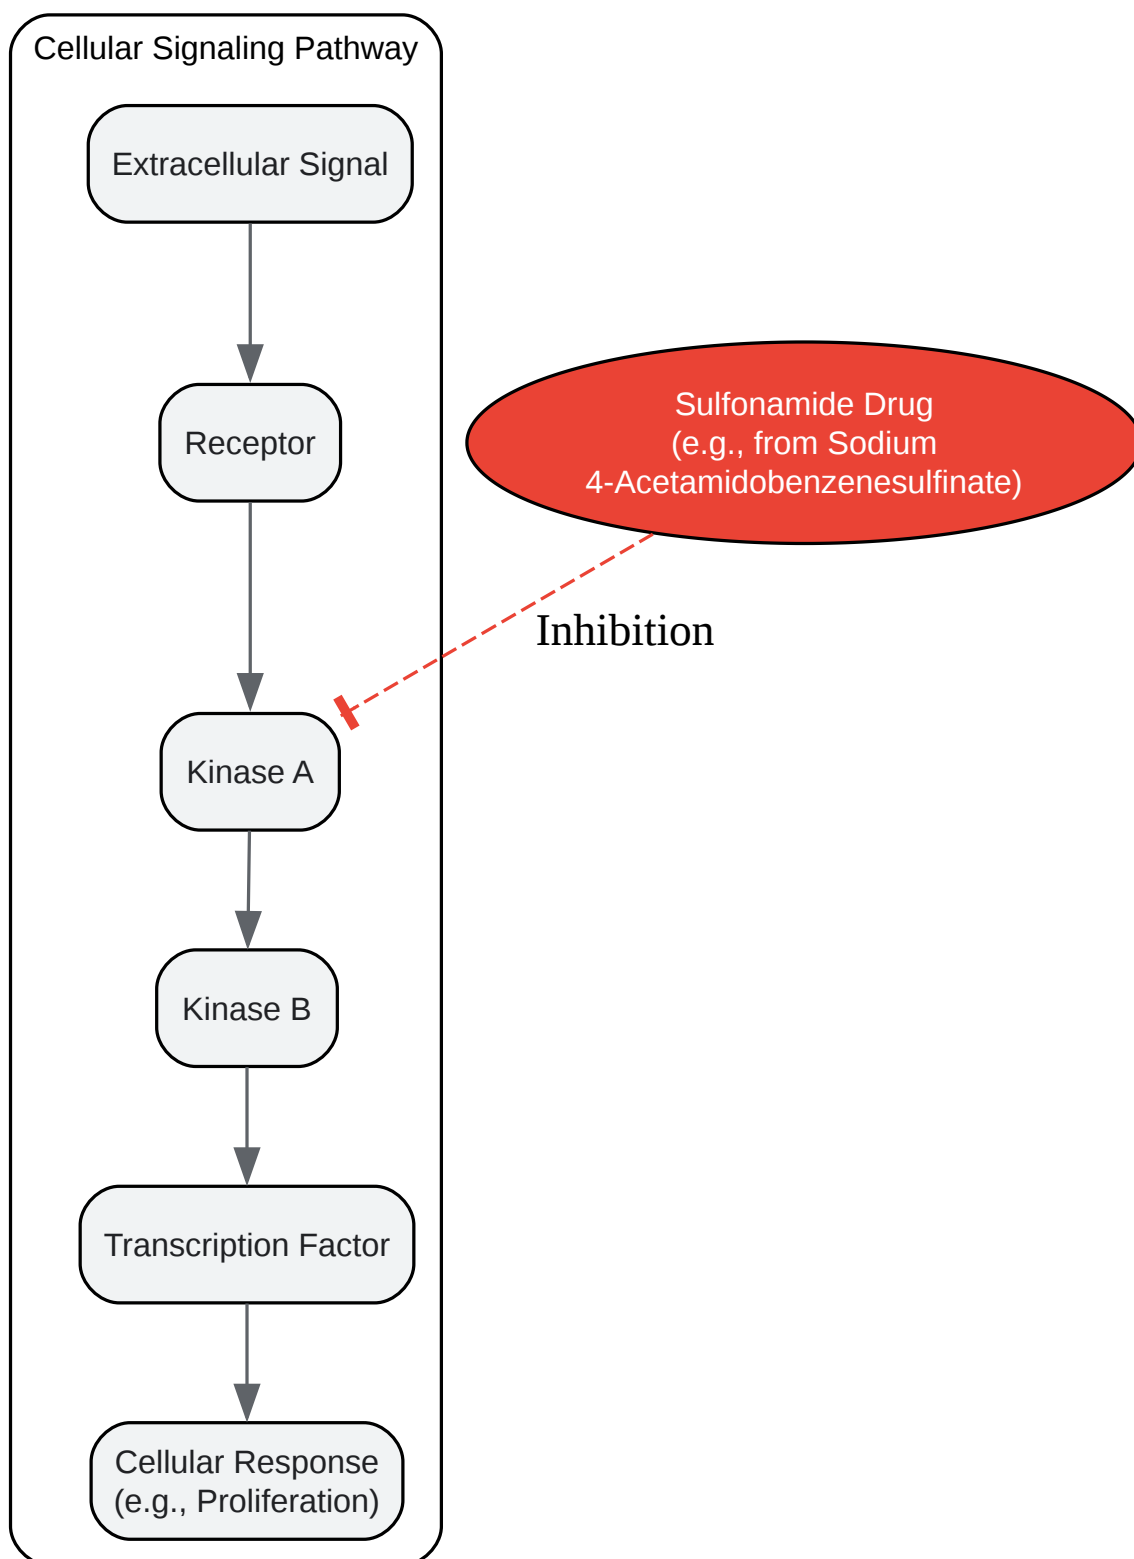 Cellular Signaling Pathway
Extracellular Signal
Receptor
Sulfonamide Drug
(e.g., from Sodium
4-Acetamidobenzenesulfinate)
Inhibition
Kinase A
Kinase B
Transcription Factor
Cellular Response
(e.g., Proliferation)